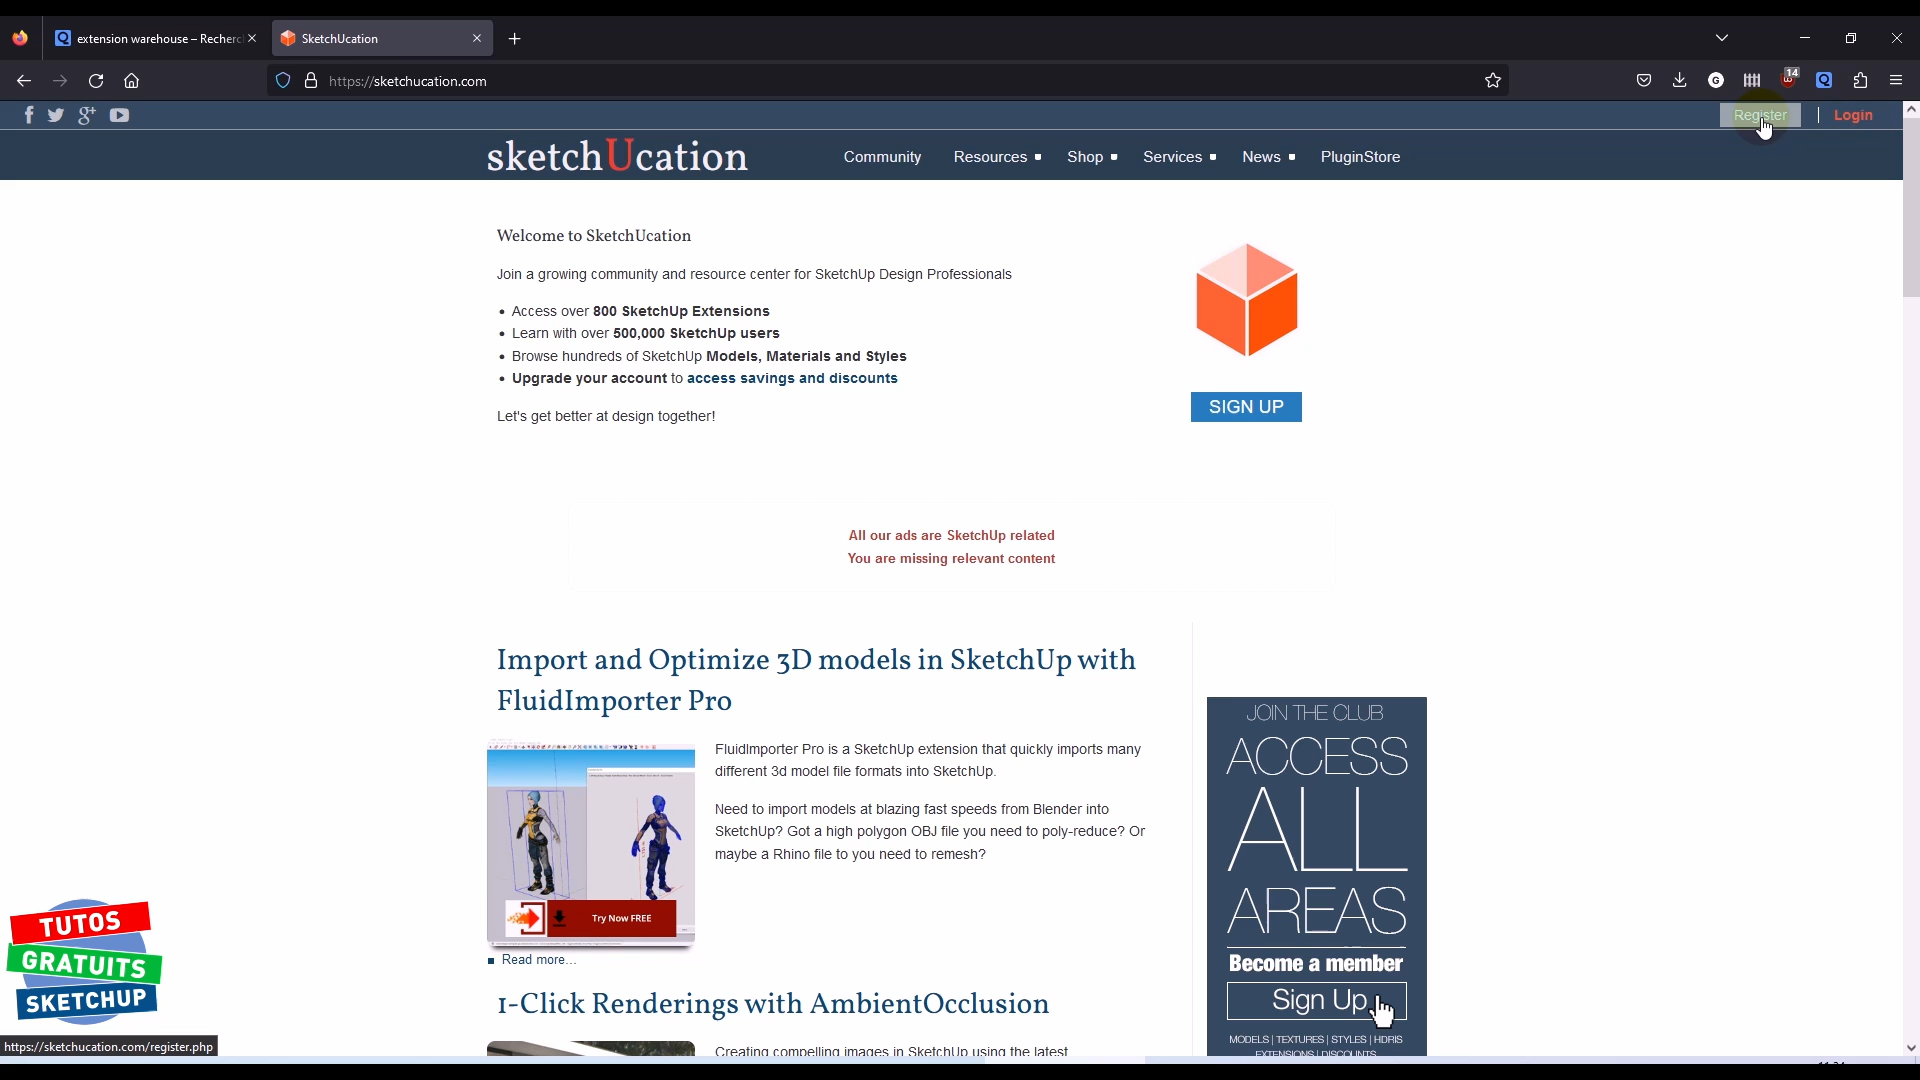 extension warehouse – Recherc
SketchUcation
https://sketchucation.com
14
Register | Login
sketchUcation
Community Resources Shop Services News PluginStore
Welcome to SketchUcation
Join a growing community and resource center for SketchUp Design Professionals
• Access over 800 SketchUp Extensions
• Learn with over 500,000 SketchUp users
• Browse hundreds of SketchUp Models, Materials and Styles
• Upgrade your account to access savings and discounts
Let's get better at design together!
SIGN UP
All our ads are SketchUp related
You are missing relevant content
Import and Optimize 3D models in SketchUp with
FluidImporter Pro
FluidImporter Pro is a SketchUp extension that quickly imports many
different 3d model file formats into SketchUp.
Need to import models at blazing fast speeds from Blender into
SketchUp? Got a high polygon OBJ file you need to poly-reduce? Or
maybe a Rhino file to you need to remesh?
Try Now FREE
Read more...
1-Click Renderings with AmbientOcclusion
Creating compelling images in SketchUp using the latest
JOIN THE CLUB
ACCESS
ALL
AREAS
Become a member
Sign Up
MODELS | TEXTURES | STYLES | HDRIS
EXTENSIONS | DISCOUNTS
TUTOS
GRATUITS
SKETCHUP
https://sketchucation.com/register.php